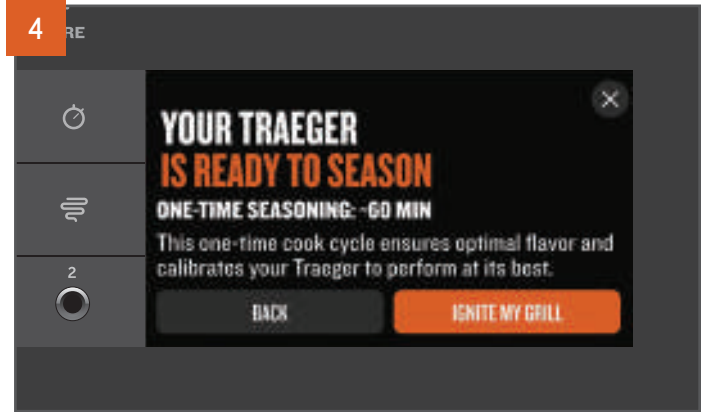 4
RE
YOUR TRAEGER
IS READY TO SEASON
ONE-TIME SEASONING: ~60 MIN
This one-time cook cycle ensures optimal flavor and
calibrates your Traeger to perform at its best.
2
BACK
IGNITE MY GRILL